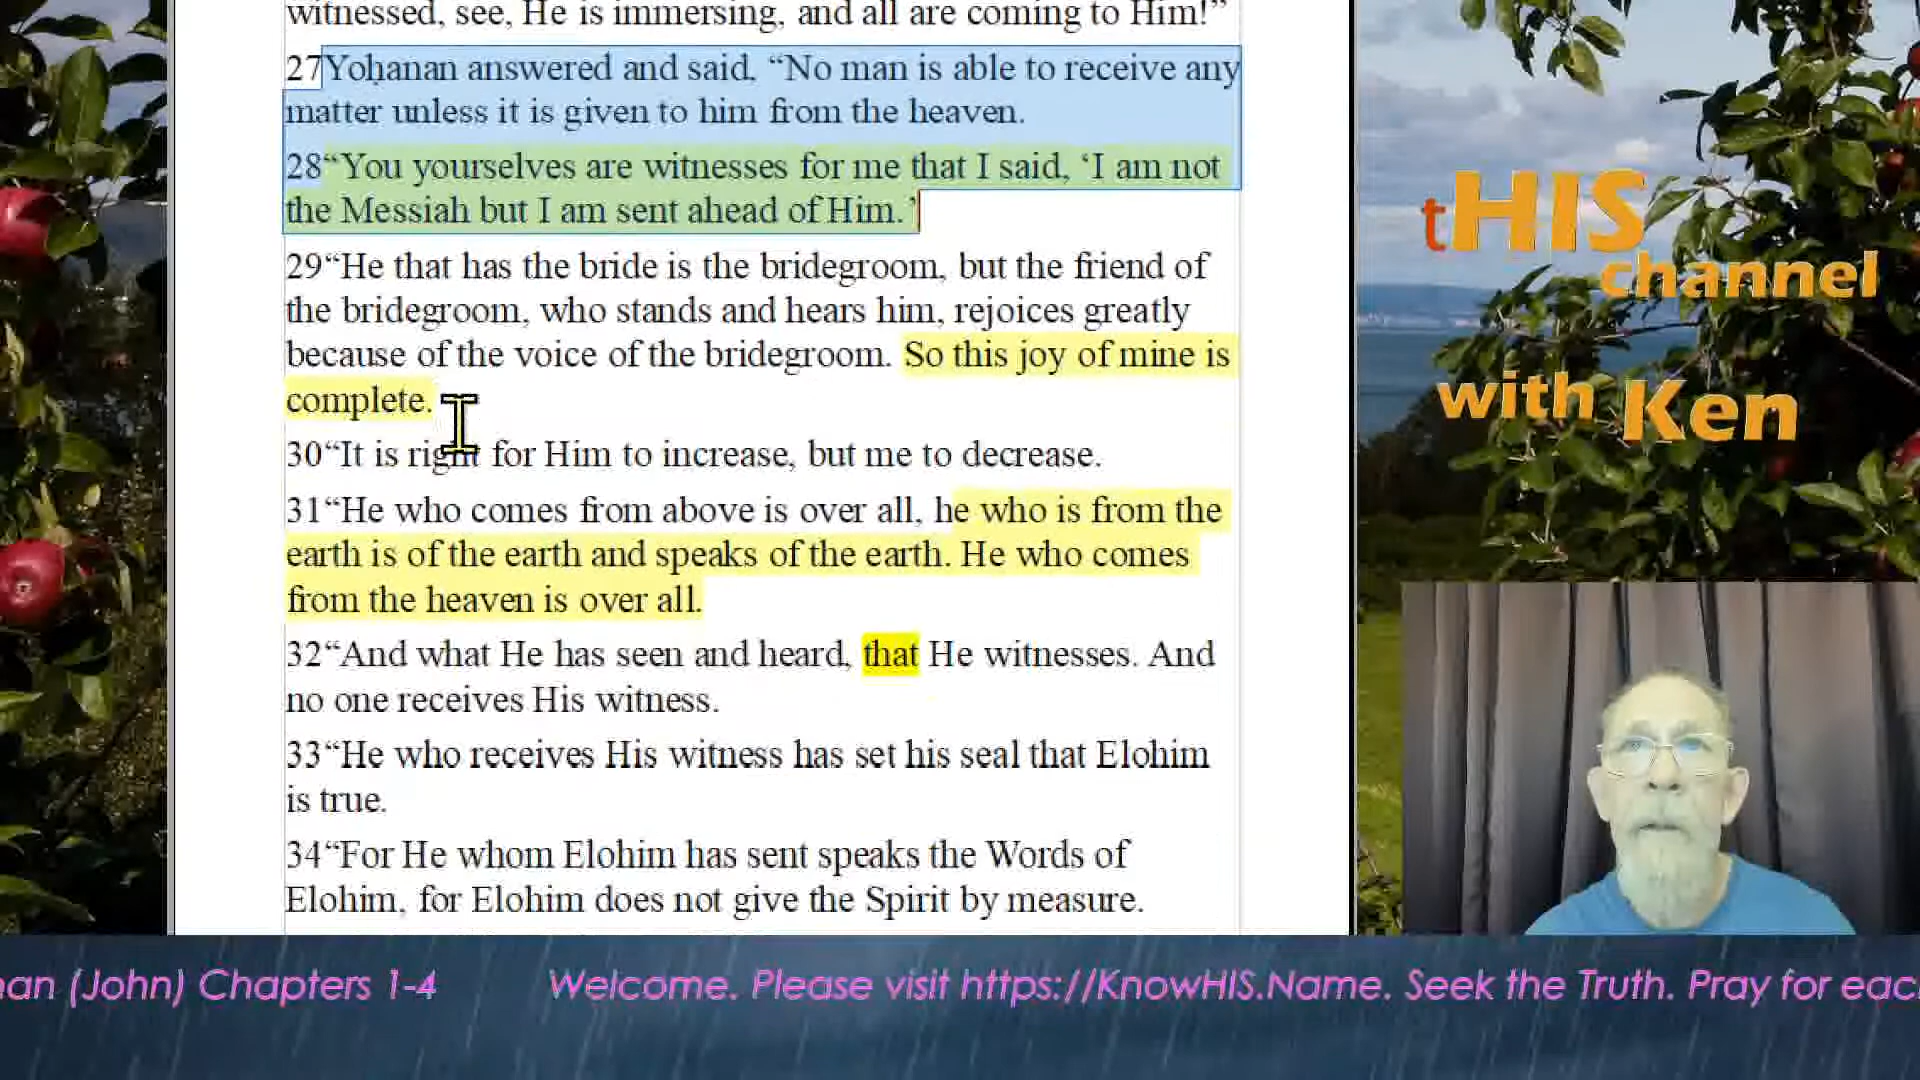 witnessed, see, He is immersing, and all are coming to Him!”
27Yoḥanan answered and said, “No man is able to receive any
matter unless it is given to him from the heaven.
28“You yourselves are witnesses for me that I said, ‘I am not
the Messiah but I am sent ahead of Him.’
29“He that has the bride is the bridegroom, but the friend of
the bridegroom, who stands and hears him, rejoices greatly
because of the voice of the bridegroom. So this joy of mine is
complete.
30“It is right for Him to increase, but me to decrease.
31“He who comes from above is over all, he who is from the
earth is of the earth and speaks of the earth. He who comes
from the heaven is over all.
32“And what He has seen and heard, that He witnesses. And
no one receives His witness.
33“He who receives His witness has set his seal that Elohim
is true.
34“For He whom Elohim has sent speaks the Words of
Elohim, for Elohim does not give the Spirit by measure.
tHIS
channel
with Ken
(John) Chapters 1-4 Welcome. Please visit https://KnowHIS.Name. Seek the Truth. Pray for